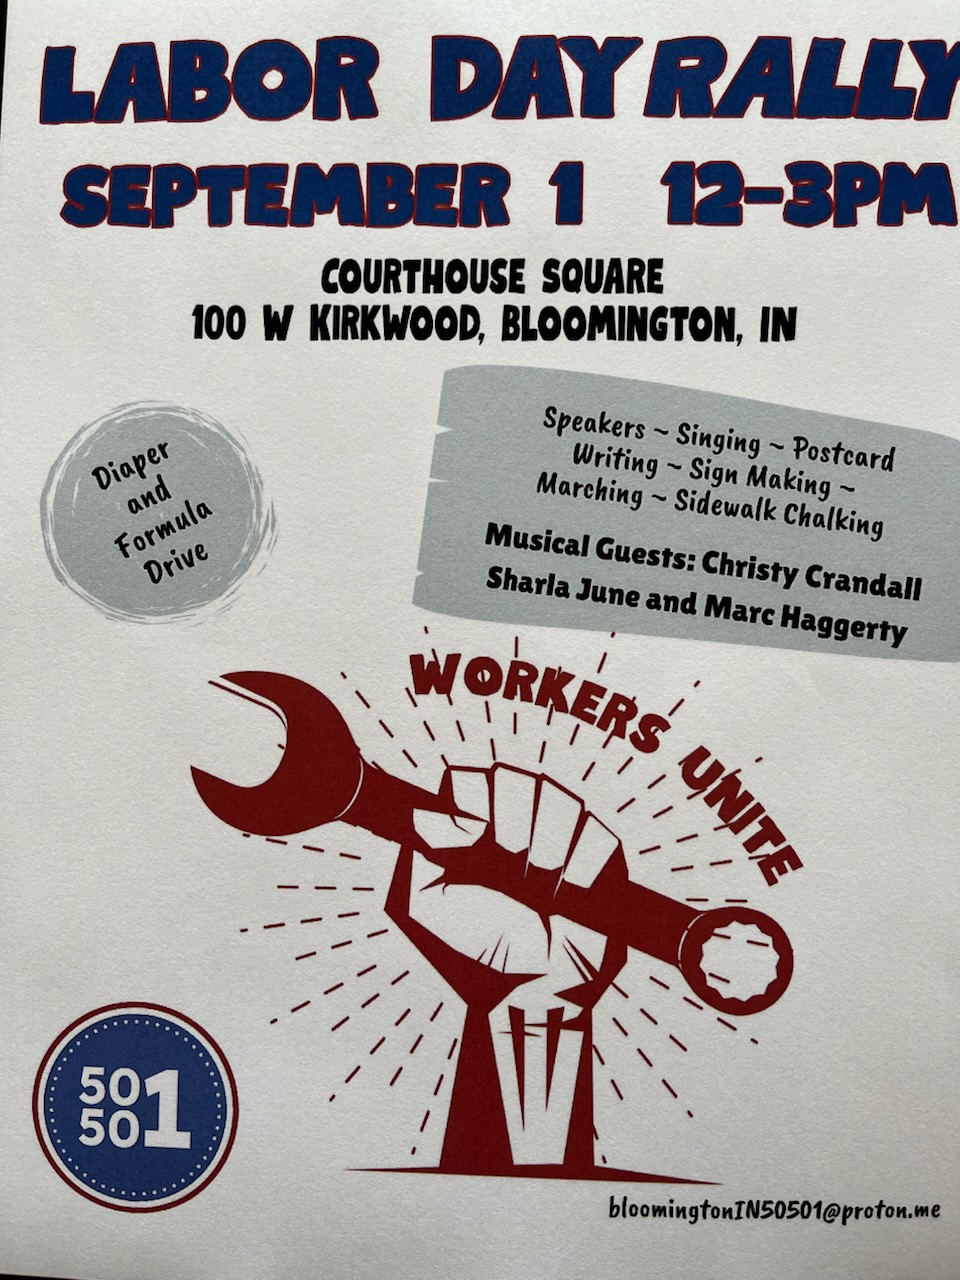 LABOR DAY RALLY
SEPTEMBER 1 12-3PM
COURTHOUSE SQUARE
100 W KIRKWOOD, BLOOMINGTON, IN
Diaper
and
Formula
Drive
Speakers ~ Singing ~ Postcard
Writing ~ Sign Making ~
Marching ~ Sidewalk Chalking
Musical Guests: Christy Crandall
Sharla June and Marc Haggerty
WORKERS UNITE
50
50
1
bloomingtonIN50501@proton.me